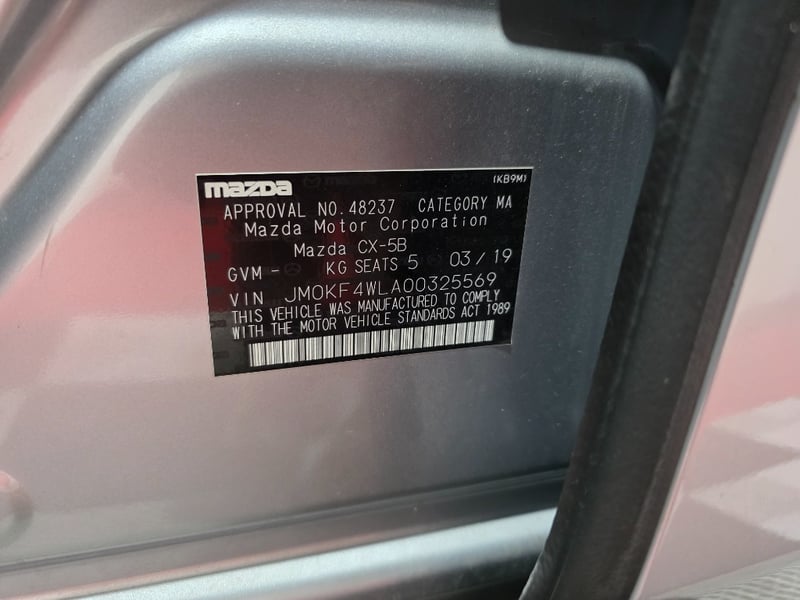 mazda (KB9M)
APPROVAL NO. 48237 CATEGORY MA
Mazda Motor Corporation
Mazda CX-5B
GVM - KG SEATS 5 03/19
VIN JM0KF4WLA00325569
THIS VEHICLE WAS MANUFACTURED TO COMPLY
WITH THE MOTOR VEHICLE STANDARDS ACT 1989